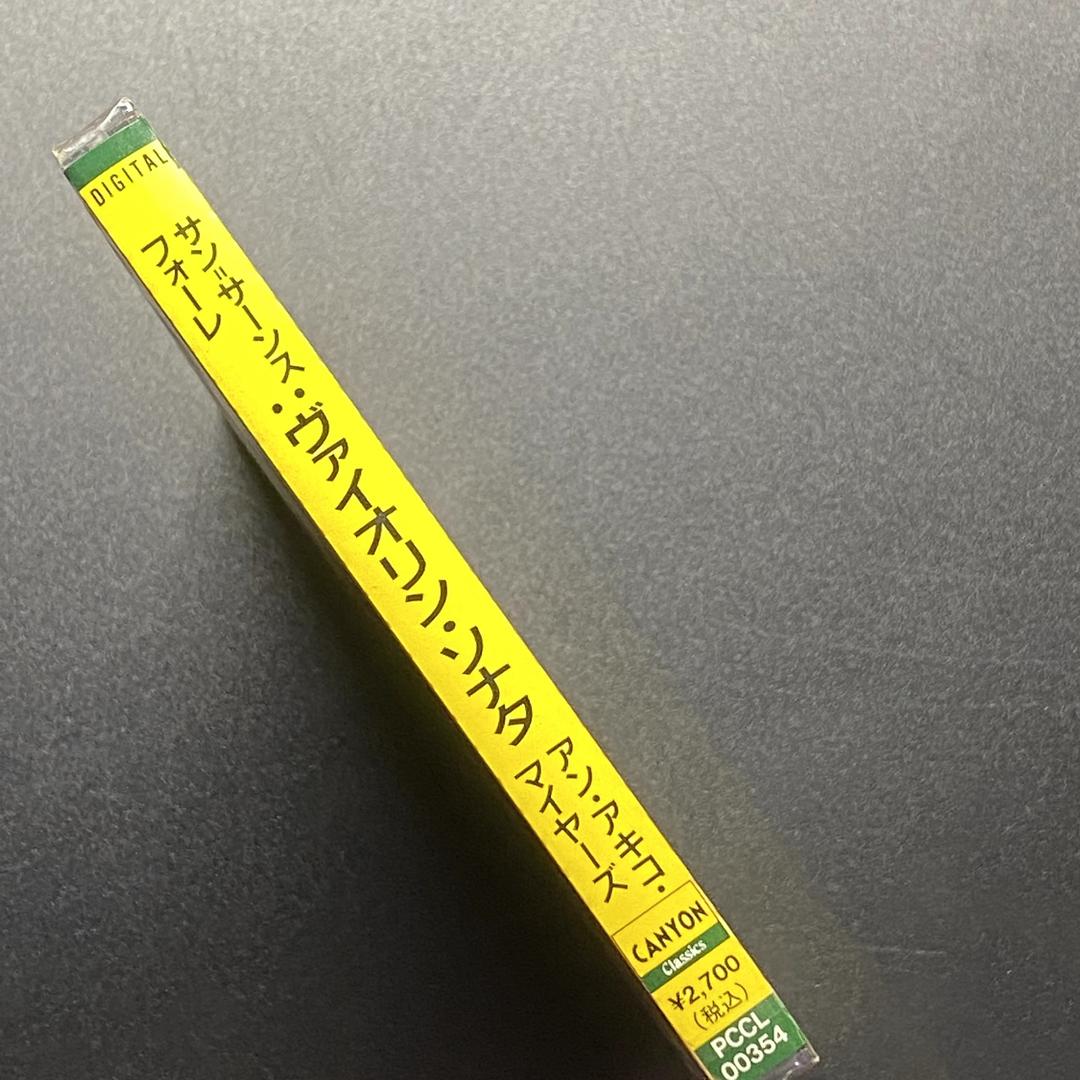 DIGITAL
サン=サーンス:
フォーレ
ヴァイオリン・ソナタ
アン・アキコ・
マイヤーズ
CANYON
Classics
¥2,700
(税込)
PCCL
00354